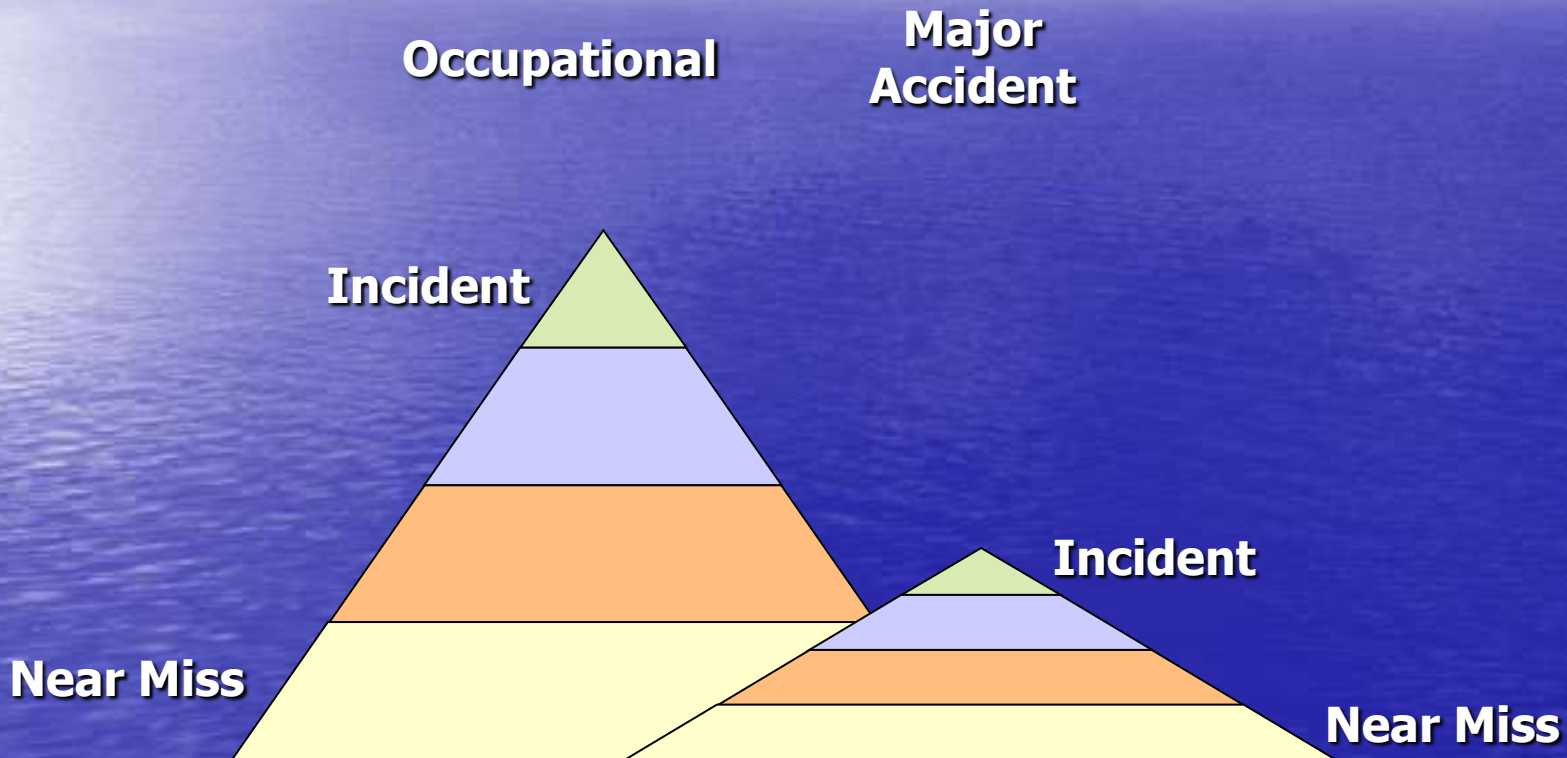 Occupational
Major
Accident
Incident
Incident
Near Miss
Near Miss